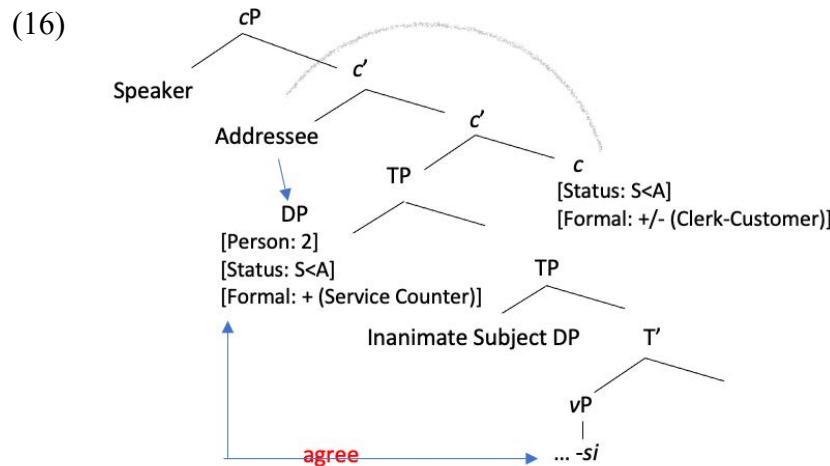 (16)
cP
Speaker
c'
Addressee
c'
TP
c
[Status: S<A]
[Formal: +/- (Clerk-Customer)]
DP
[Person: 2]
[Status: S<A]
[Formal: + (Service Counter)]
TP
Inanimate Subject DP
T'
vP
agree
... -si